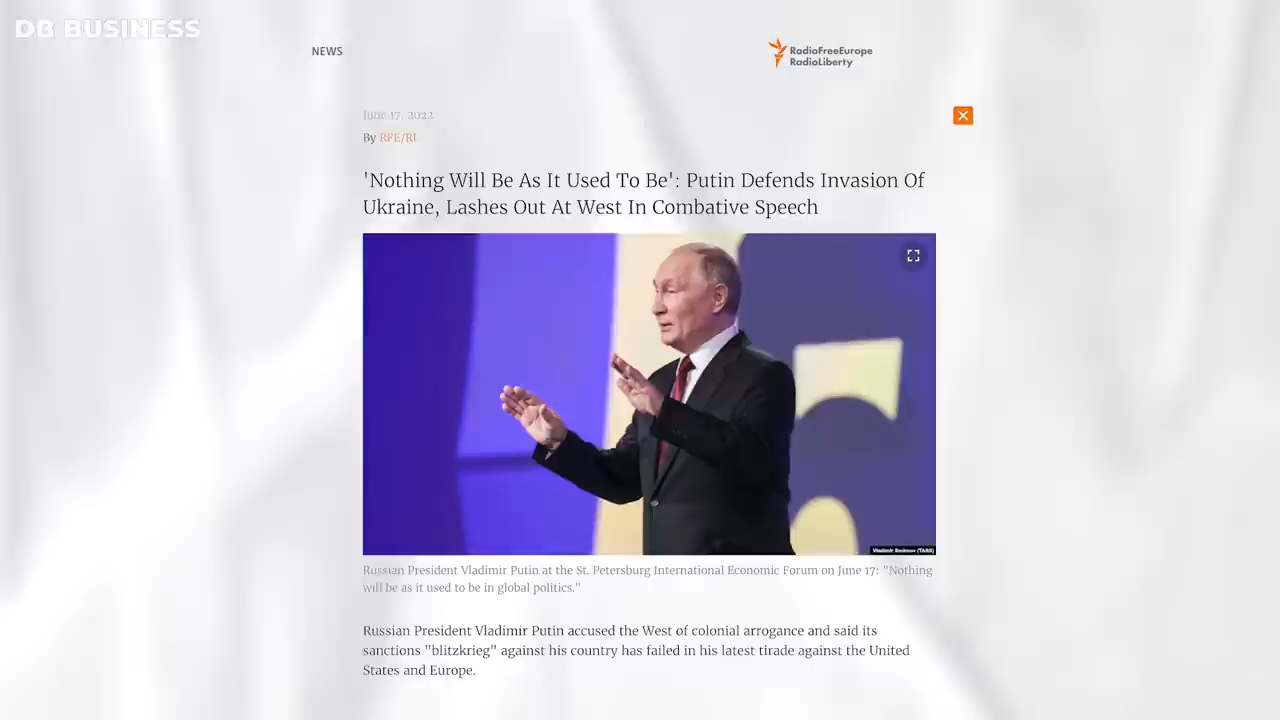 DB BUSINESS
NEWS
RadioFreeEurope
RadioLiberty
June 17, 2022
By RFE/RL
'Nothing Will Be As It Used To Be': Putin Defends Invasion Of
Ukraine, Lashes Out At West In Combative Speech
Vladimir Smirnov (TASS)
Russian President Vladimir Putin at the St. Petersburg International Economic Forum on June 17: "Nothing
will be as it used to be in global politics."
Russian President Vladimir Putin accused the West of colonial arrogance and said its
sanctions "blitzkrieg" against his country has failed in his latest tirade against the United
States and Europe.